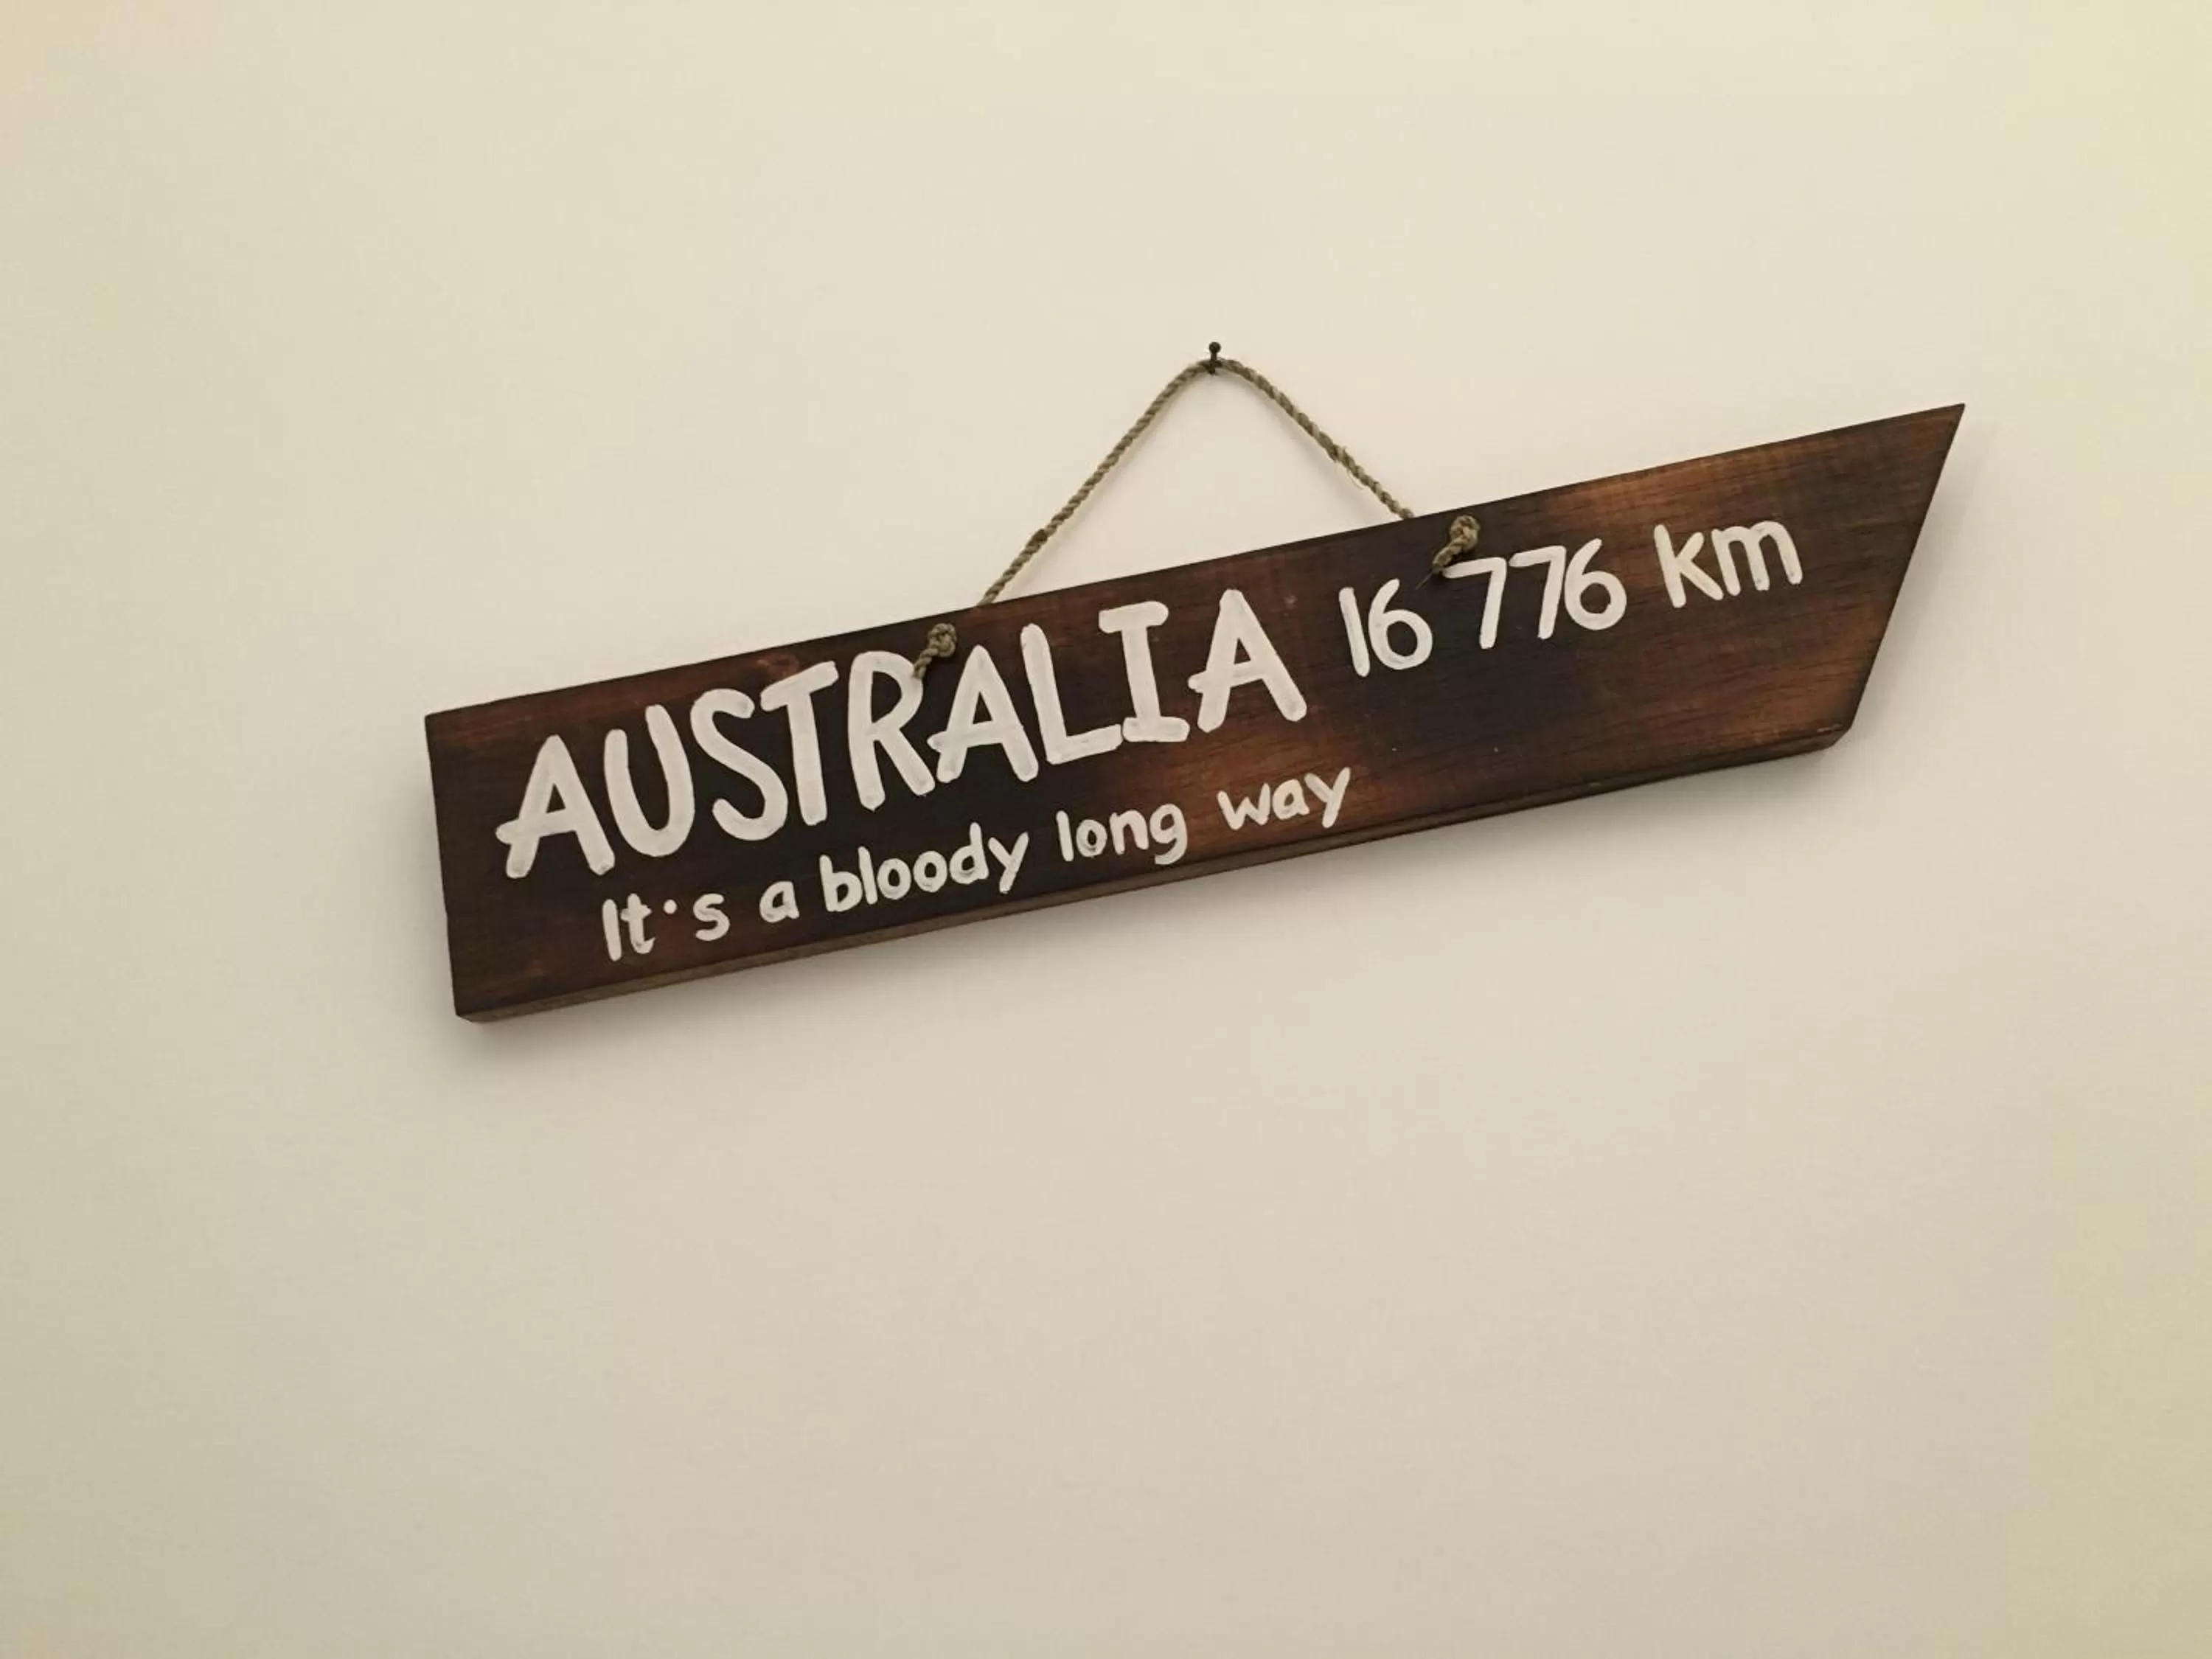 AUSTRALIA 16 776 km
It's a bloody long way